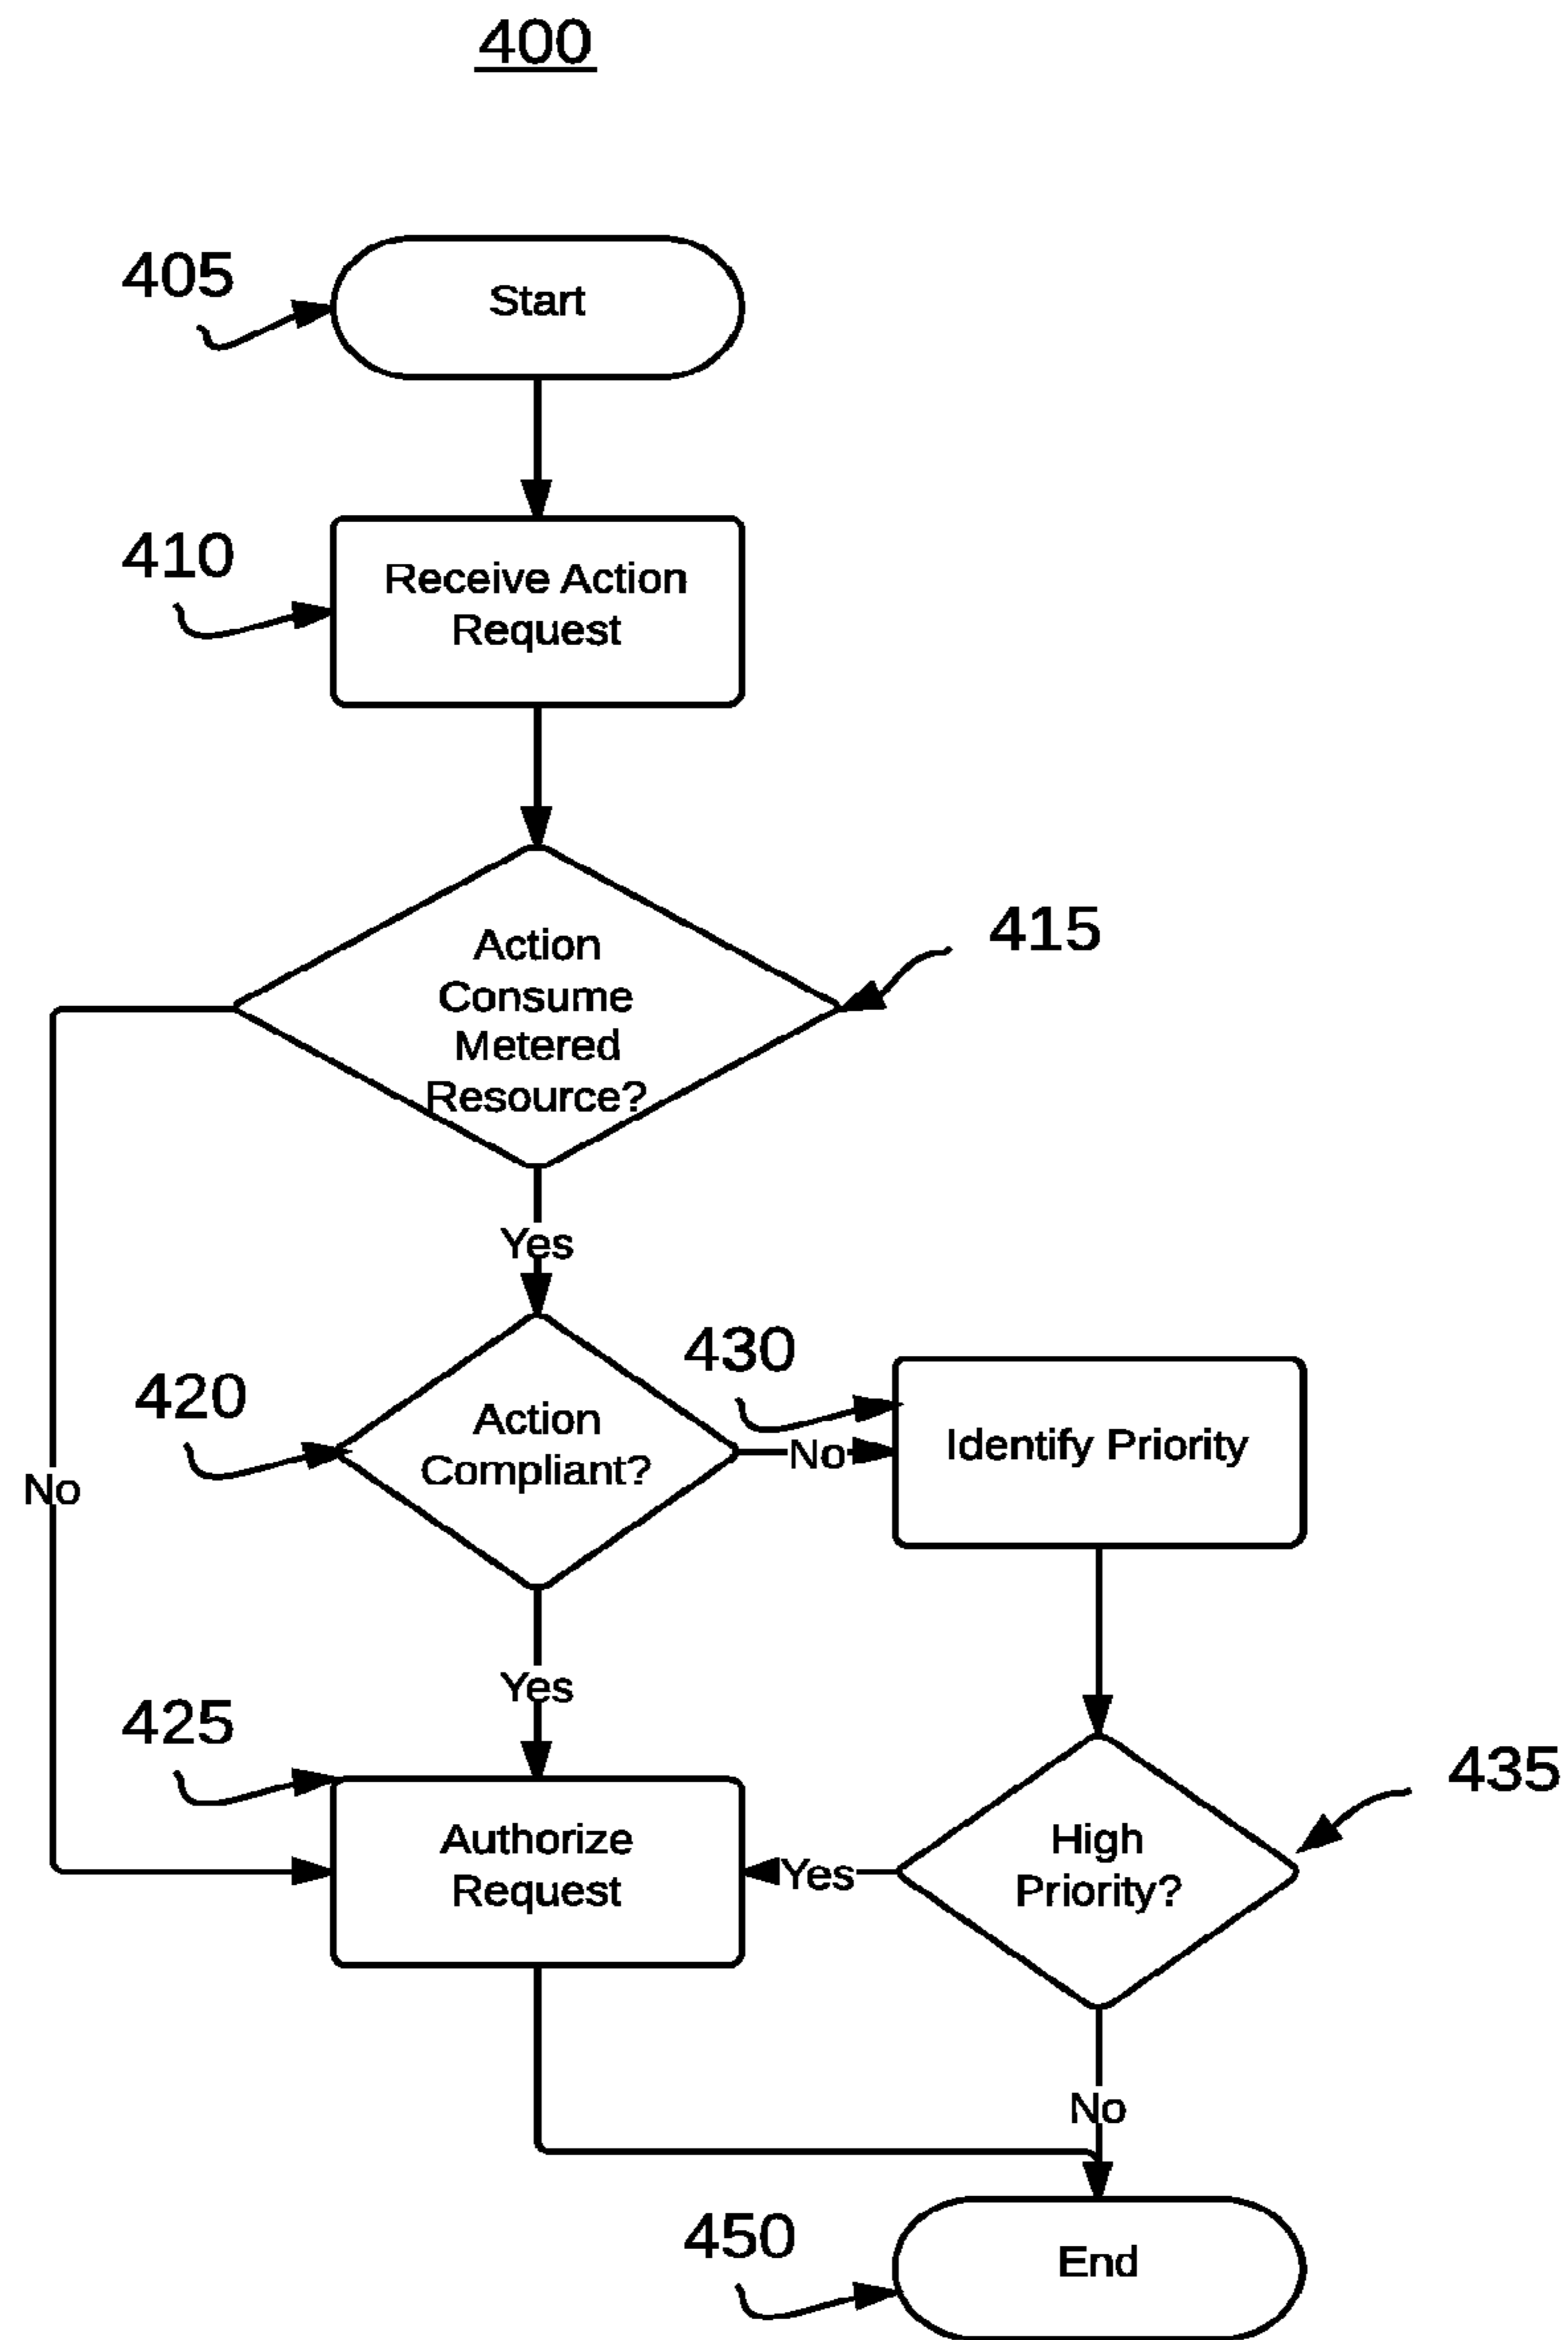 400
405
Start
410
Receive Action
Request
415
Action
Consume
Metered
Resource?
Yes
430
420
Action
Compliant?
No
Identify Priority
No
Yes
425
435
Authorize
Request
Yes
High
Priority?
No
450
End